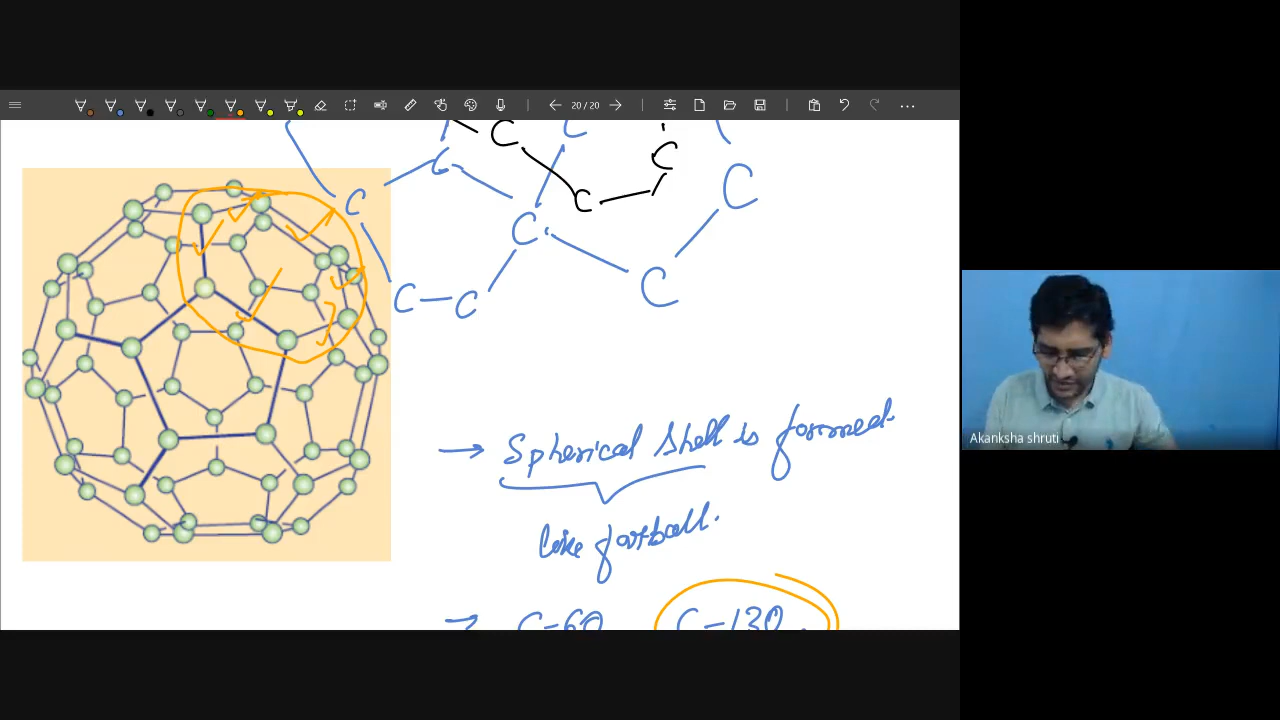 20/20
C C C
C C C
C C
C C
C
C-C
→ Spherical shell is formed.
like football.
→ C-60 C-130
Akanksha shruti